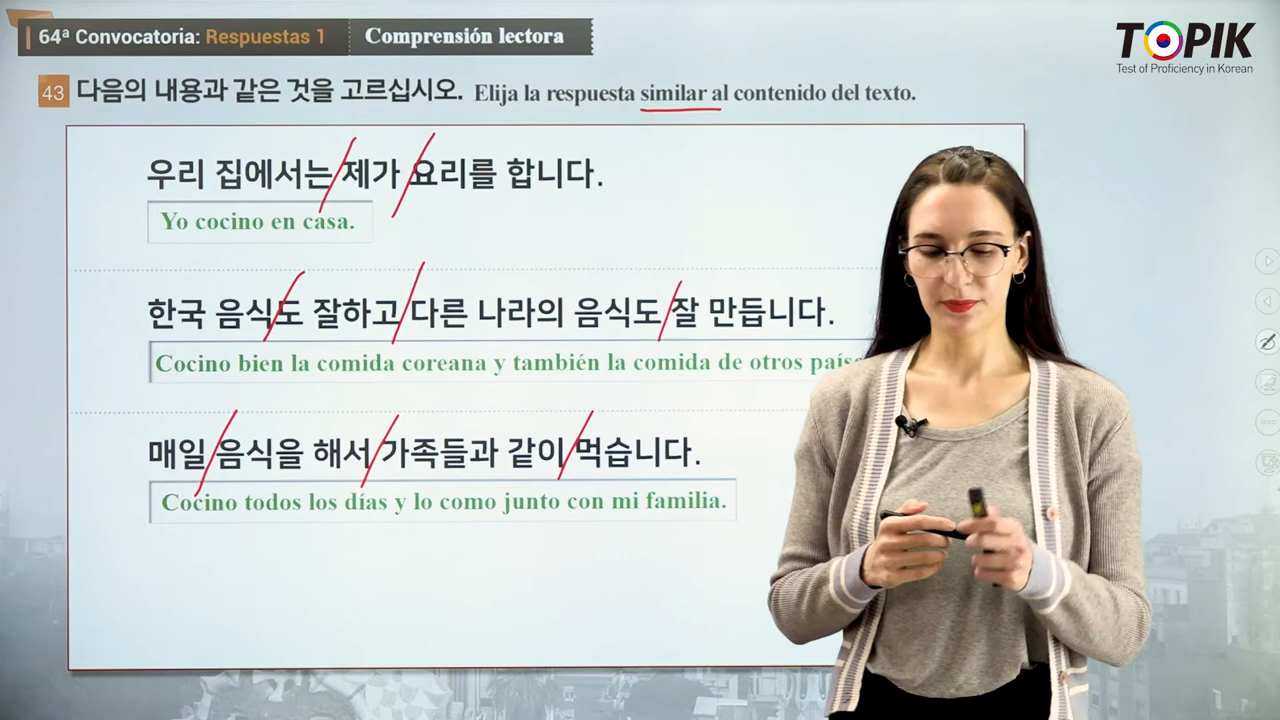 64ª Convocatoria: Respuestas 1 Comprensión lectora
TOPIK
Test of Proficiency in Korean
43 다음의 내용과 같은 것을 고르십시오. Elija la respuesta similar al contenido del texto.
우리 집에서는 제가 요리를 합니다.
Yo cocino en casa.
한국 음식도 잘하고 다른 나라의 음식도 잘 만듭니다.
Cocino bien la comida coreana y también la comida de otros
매일 음식을 해서 가족들과 같이 먹습니다.
Cocino todos los días y lo como junto con mi familia.